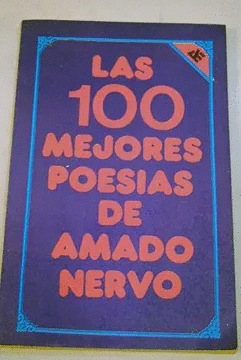 LAS
100
MEJORES
POESIAS
DE
AMADO
NERVO